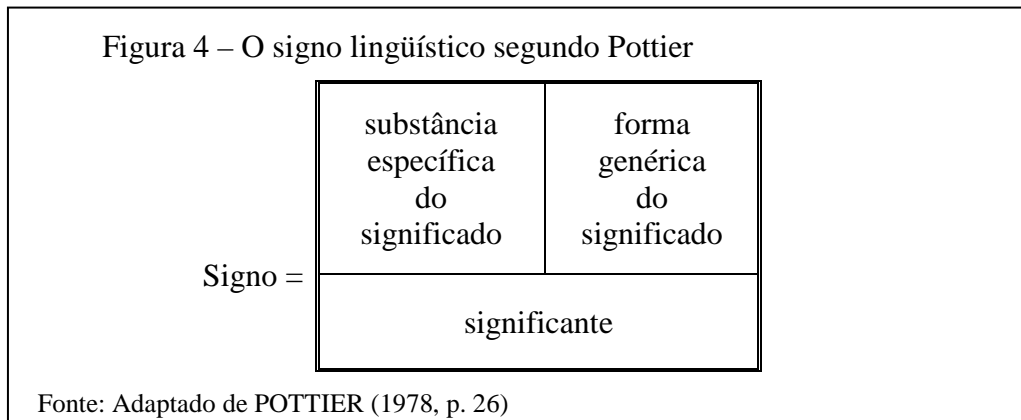 Figura 4 – O signo lingüístico segundo Pottier
substância
específica
do
significado
forma
genérica
do
significado
Signo =
significante
Fonte: Adaptado de POTTIER (1978, p. 26)